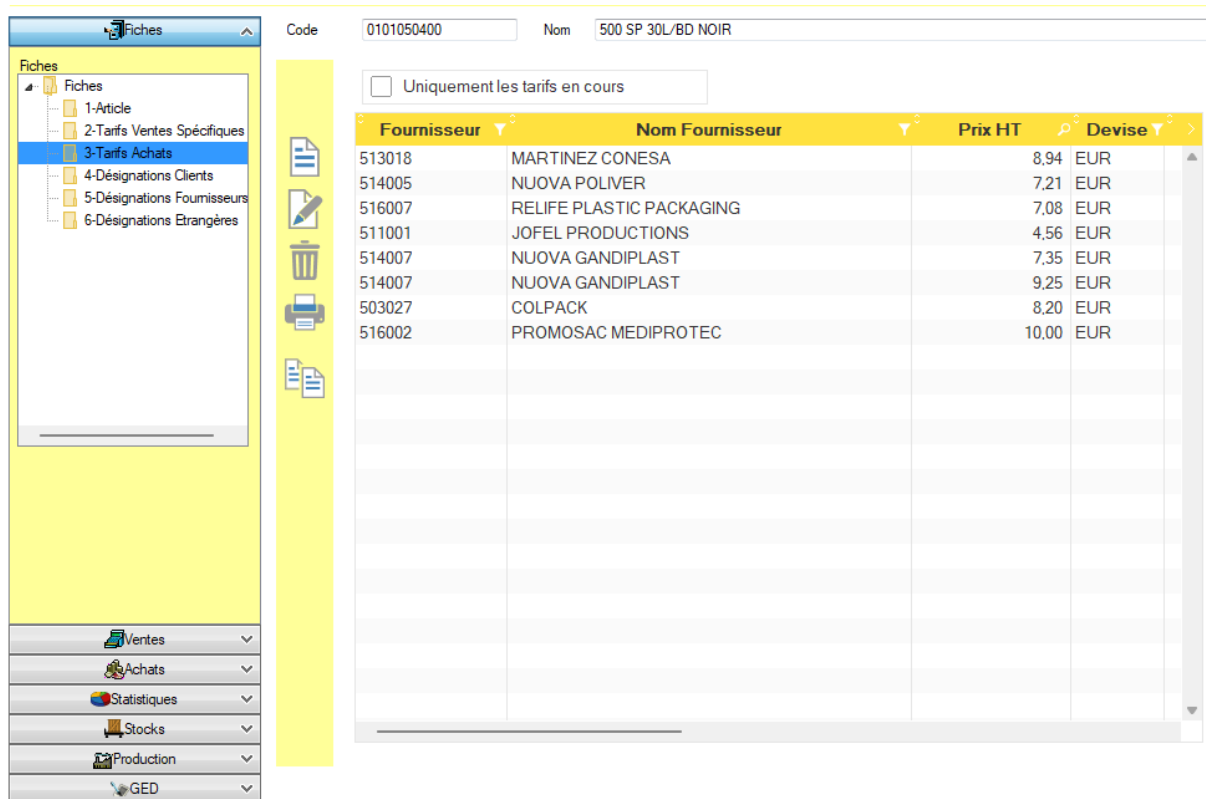 Fiches
Code 0101050400 Nom 500 SP 30L/BD NOIR
Fiches
Fiches
1-Article
2-Tarifs Ventes Spécifiques
3-Tarifs Achats
4-Désignations Clients
5-Désignations Fournisseurs
6-Désignations Etrangères
Uniquement les tarifs en cours
Fournisseur Nom Fournisseur Prix HT Devise
513018 MARTINEZ CONESA 8,94 EUR
514005 NUOVA POLIVER 7,21 EUR
516007 RELIFE PLASTIC PACKAGING 7,08 EUR
511001 JOFEL PRODUCTIONS 4,56 EUR
514007 NUOVA GANDIPLAST 7,35 EUR
514007 NUOVA GANDIPLAST 9,25 EUR
503027 COLPACK 8,20 EUR
516002 PROMOSAC MEDIPROTEC 10,00 EUR
Ventes
Achats
Statistiques
Stocks
Production
GED